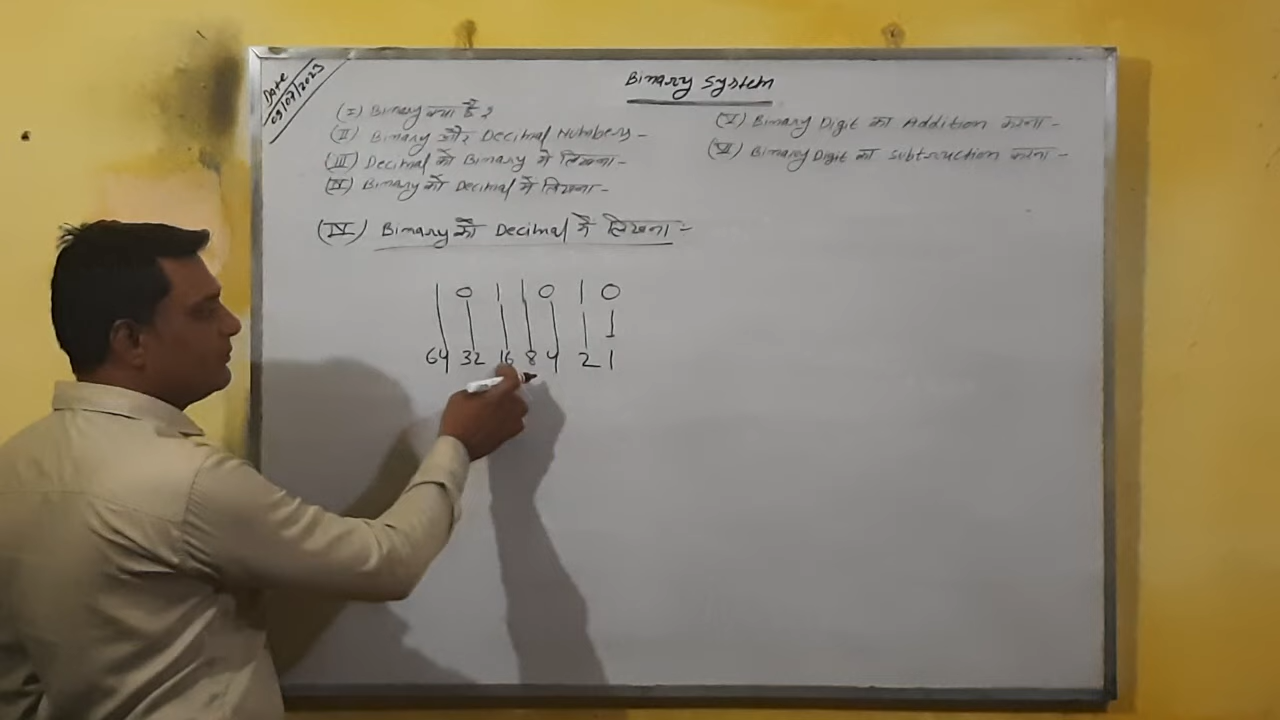 Date
03/07/2023
Binary System
(I) Binary क्या है ?
(II) Binary और Decimal Numbers -
(III) Decimal को Binary में लिखना -
(IV) Binary को Decimal में लिखना -
(V) Binary Digit का Addition करना -
(VI) Binary Digit का Subtruction करना -
(IV) Binary को Decimal में लिखना -
1 0 1 1 0 1 0
64 32 16 8 4 2 1